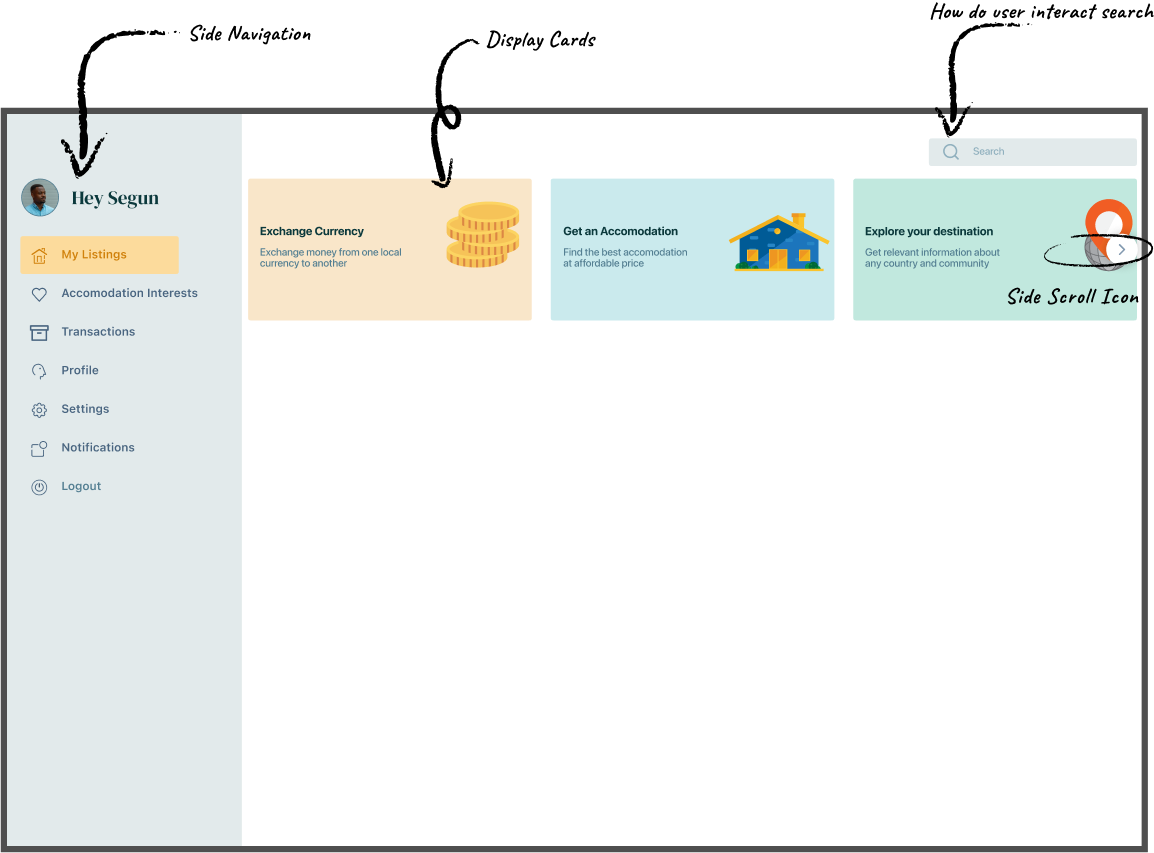 How do user interact search
Side Navigation
Display Cards
Search
Hey Segun
My Listings
Accomodation Interests
Transactions
Profile
Settings
Notifications
Logout
Exchange Currency
Exchange money from one local
currency to another
Get an Accomodation
Find the best accomodation
at affordable price
Explore your destination
Get relevant information about
any country and community
Side Scroll Icon